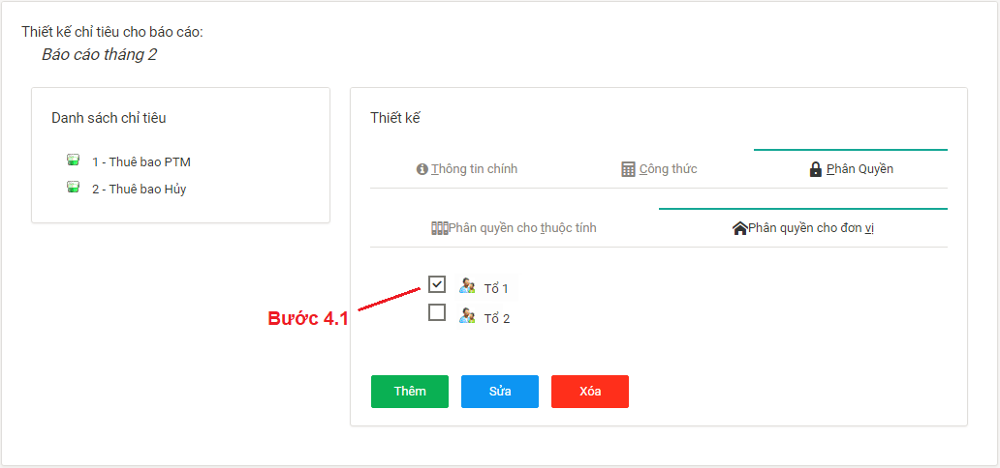 Thiết kế chỉ tiêu cho báo cáo:
Báo cáo tháng 2
Danh sách chỉ tiêu
1 - Thuê bao PTM
2 - Thuê bao Hủy
Thiết kế
Thông tin chính
Công thức
Phân Quyền
Phân quyền cho thuộc tính
Phân quyền cho đơn vị
Tổ 1
Tổ 2
Bước 4.1
Thêm
Sửa
Xóa